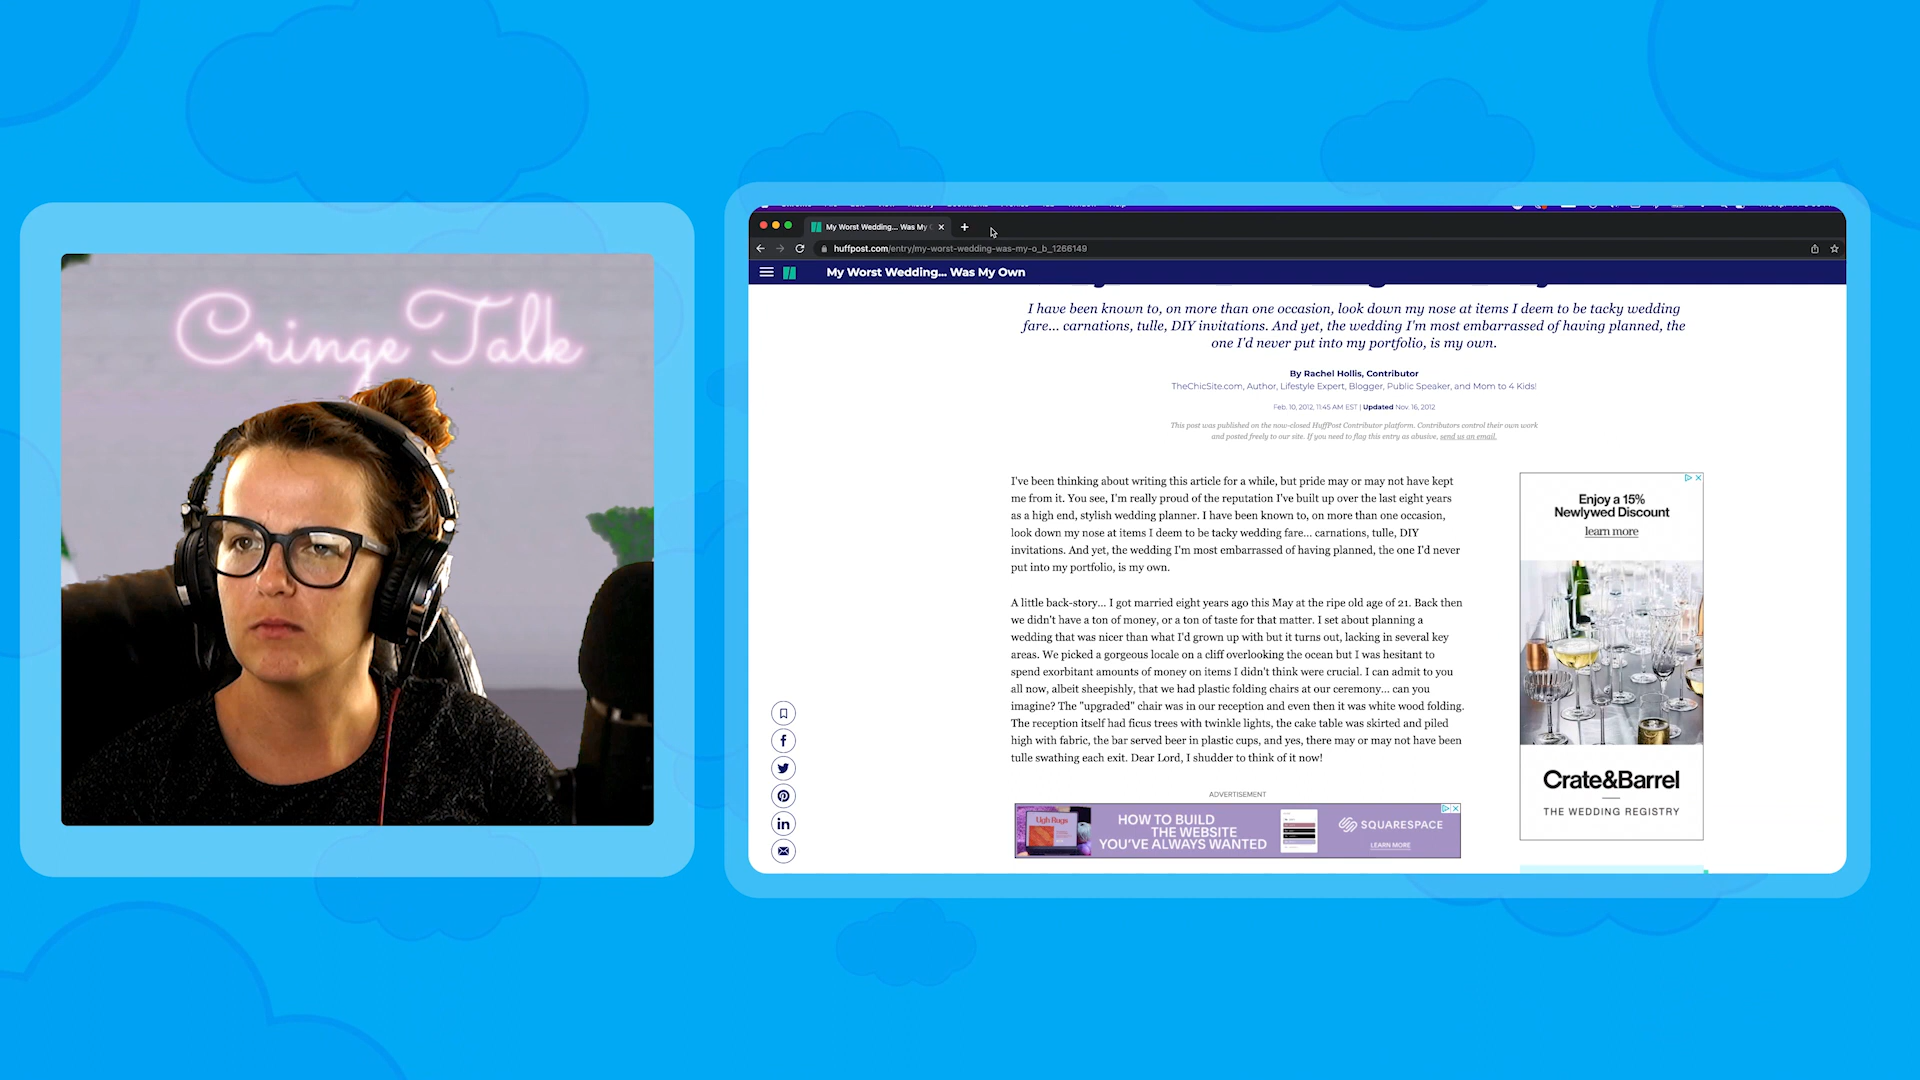 Cringe Talk
My Worst Wedding... Was My
huffpost.com/entry/my-worst-wedding-was-my-o_b_1266149
My Worst Wedding... Was My Own
I have been known to, on more than one occasion, look down my nose at items I deem to be tacky wedding
fare... carnations, tulle, DIY invitations. And yet, the wedding I'm most embarrassed of having planned, the
one I'd never put into my portfolio, is my own.
By Rachel Hollis, Contributor
TheChicSite.com, Author, Lifestyle Expert, Blogger, Public Speaker, and Mom to 4 Kids!
Feb. 10, 2012, 11:45 AM EST | Updated Nov. 16, 2012
This post was published on the now-closed HuffPost Contributor platform. Contributors control their own work
and posted freely to our site. If you need to flag this entry as abusive, send us an email.
I've been thinking about writing this article for a while, but pride may or may not have kept
me from it. You see, I'm really proud of the reputation I've built up over the last eight years
as a high end, stylish wedding planner. I have been known to, on more than one occasion,
look down my nose at items I deem to be tacky wedding fare... carnations, tulle, DIY
invitations. And yet, the wedding I'm most embarrassed of having planned, the one I'd never
put into my portfolio, is my own.
A little back-story... I got married eight years ago this May at the ripe old age of 21. Back then
we didn't have a ton of money, or a ton of taste for that matter. I set about planning a
wedding that was nicer than what I'd grown up with but it turns out, lacking in several key
areas. We picked a gorgeous locale on a cliff overlooking the ocean but I was hesitant to
spend exorbitant amounts of money on items I didn't think were crucial. I can admit to you
all now, albeit sheepishly, that we had plastic folding chairs at our ceremony... can you
imagine? The "upgraded" chair was in our reception and even then it was white wood folding.
The reception itself had ficus trees with twinkle lights, the cake table was skirted and piled
high with fabric, the bar served beer in plastic cups, and yes, there may or may not have been
tulle swathing each exit. Dear Lord, I shudder to think of it now!
ADVERTISEMENT
Ugh Rugs
HOW TO BUILD
THE WEBSITE
YOU'VE ALWAYS WANTED
SQUARESPACE
LEARN MORE
Enjoy a 15%
Newlywed Discount
learn more
Crate&Barrel
THE WEDDING REGISTRY